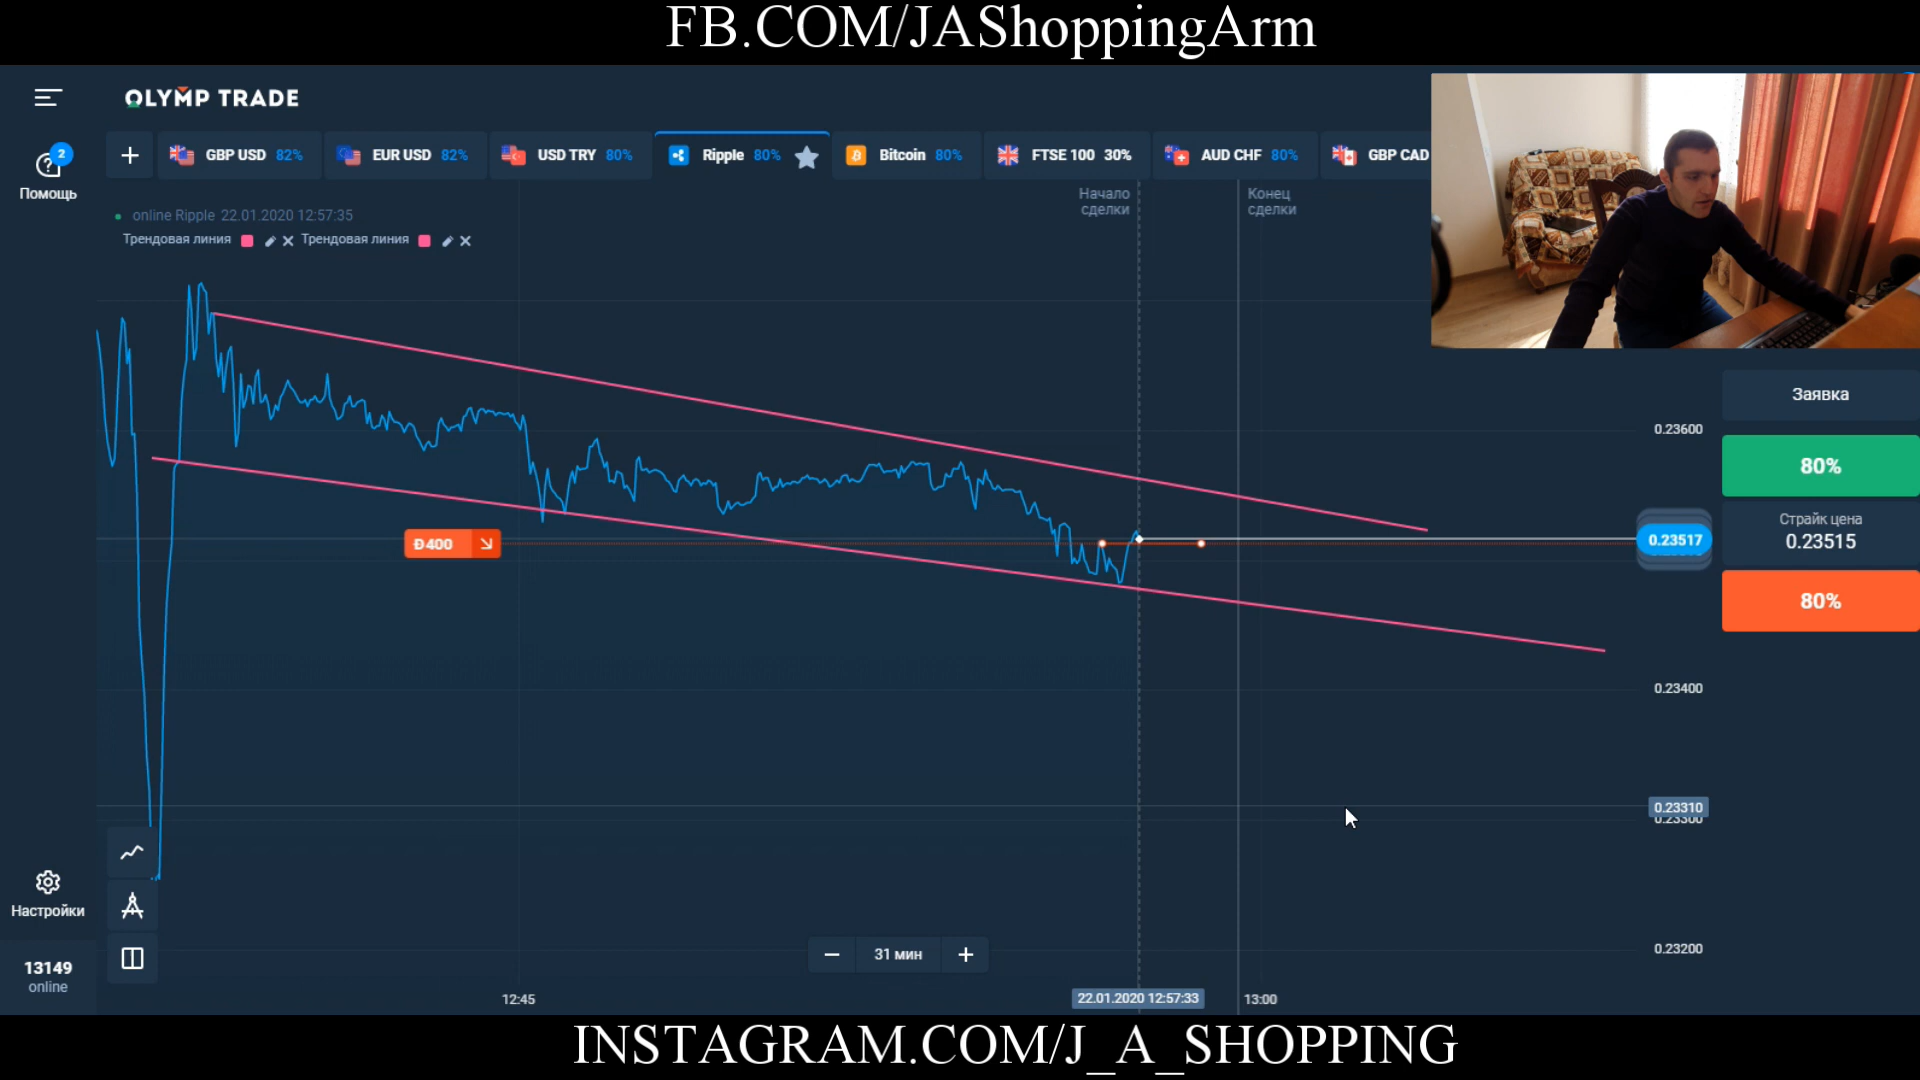 FB.COM/JAShoppingArm
OLYMP TRADE
2
Помощь
GBP USD 82%
EUR USD 82%
USD TRY 80%
Ripple 80%
Bitcoin 80%
FTSE 100 30%
AUD CHF 80%
GBP CAD
Начало
сделки
Конец
сделки
online Ripple 22.01.2020 12:57:35
Трендовая линия
Трендовая линия
Заявка
0.23600
80%
Страйк цена
0.23515
Đ400
0.23517
80%
0.23400
0.23310
0.23300
Настройки
31 мин
0.23200
13149
online
12:45
22.01.2020 12:57:33
13:00
INSTAGRAM.COM/J_A_SHOPPING